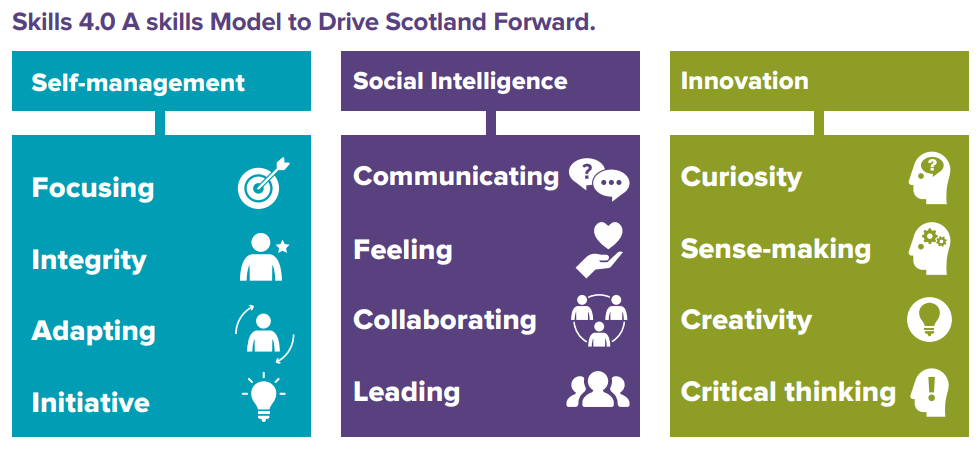 Skills 4.0 A skills Model to Drive Scotland Forward.
Self-management
Focusing
Integrity
Adapting
Initiative
Social Intelligence
Communicating
?
Feeling
Collaborating
Leading
Innovation
Curiosity
?
Sense-making
Creativity
Critical thinking
!